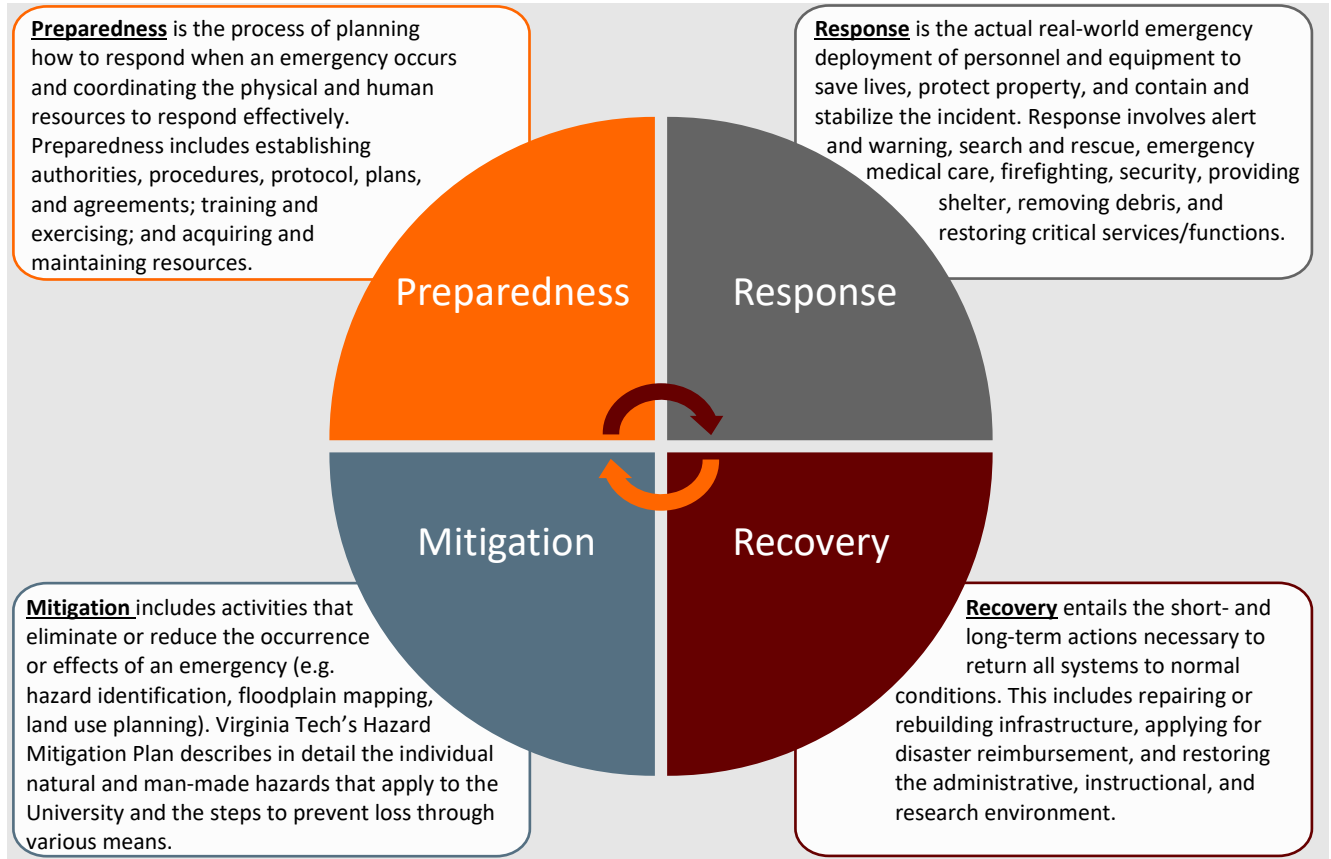 Preparedness is the process of planning
how to respond when an emergency occurs
and coordinating the physical and human
resources to respond effectively.
Preparedness includes establishing
authorities, procedures, protocol, plans,
and agreements; training and
exercising; and acquiring and
maintaining resources.
Response is the actual real-world emergency
deployment of personnel and equipment to
save lives, protect property, and contain and
stabilize the incident. Response involves alert
and warning, search and rescue, emergency
medical care, firefighting, security, providing
shelter, removing debris, and
restoring critical services/functions.
Preparedness
Response
Mitigation
Recovery
Mitigation includes activities that
eliminate or reduce the occurrence
or effects of an emergency (e.g.
hazard identification, floodplain mapping,
land use planning). Virginia Tech’s Hazard
Mitigation Plan describes in detail the individual
natural and man-made hazards that apply to the
University and the steps to prevent loss through
various means.
Recovery entails the short- and
long-term actions necessary to
return all systems to normal
conditions. This includes repairing or
rebuilding infrastructure, applying for
disaster reimbursement, and restoring
the administrative, instructional, and
research environment.